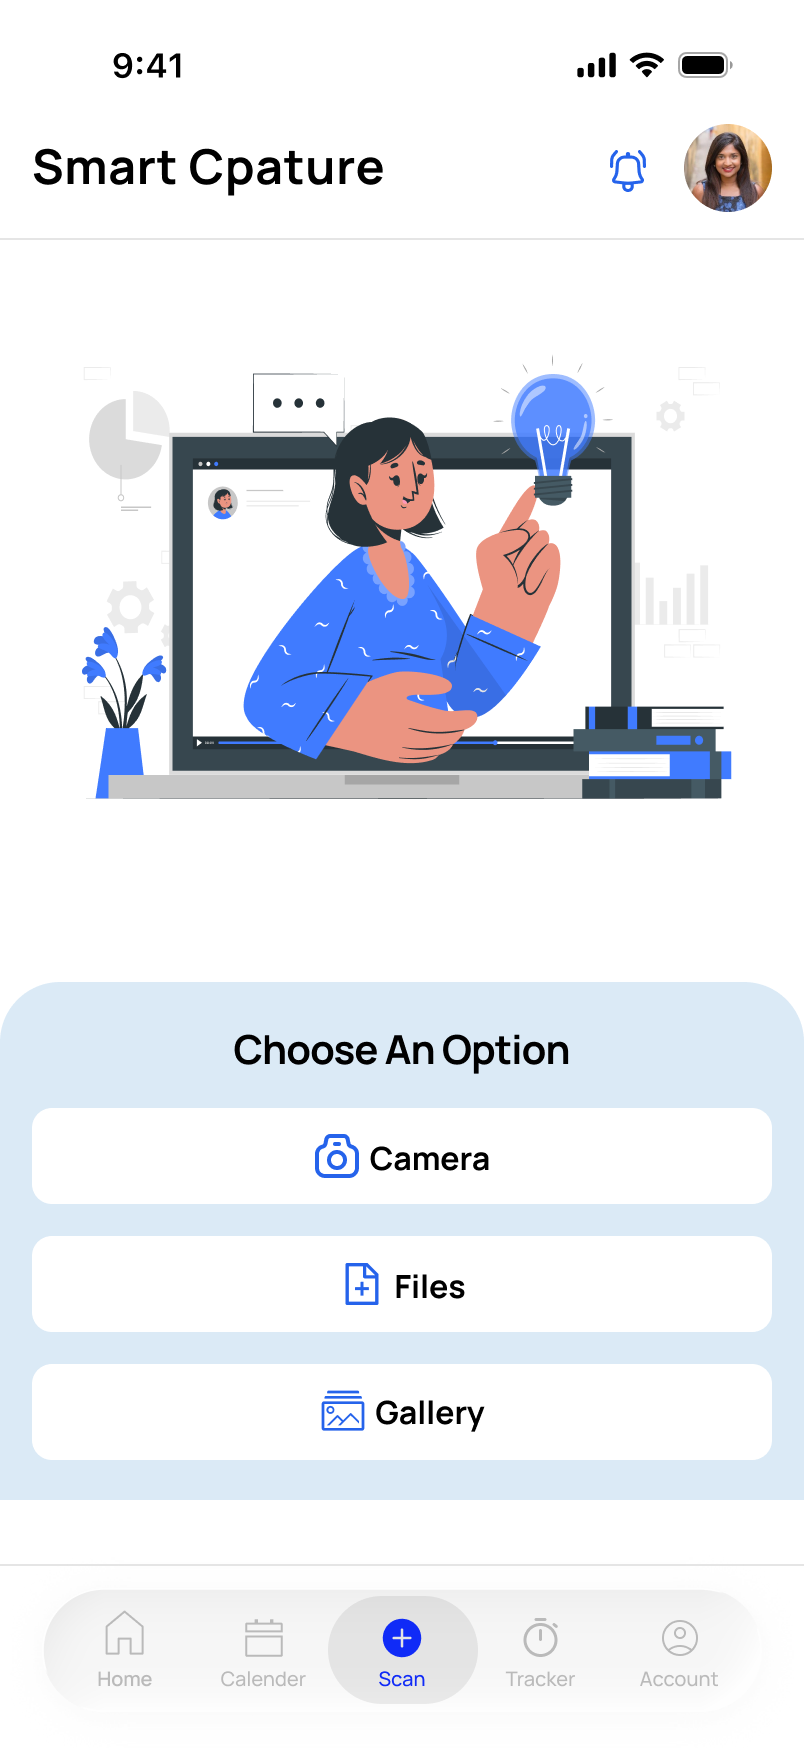 9:41
Smart Cpature
Choose An Option
Camera
Files
Gallery
Home
Calender
Scan
Tracker
Account